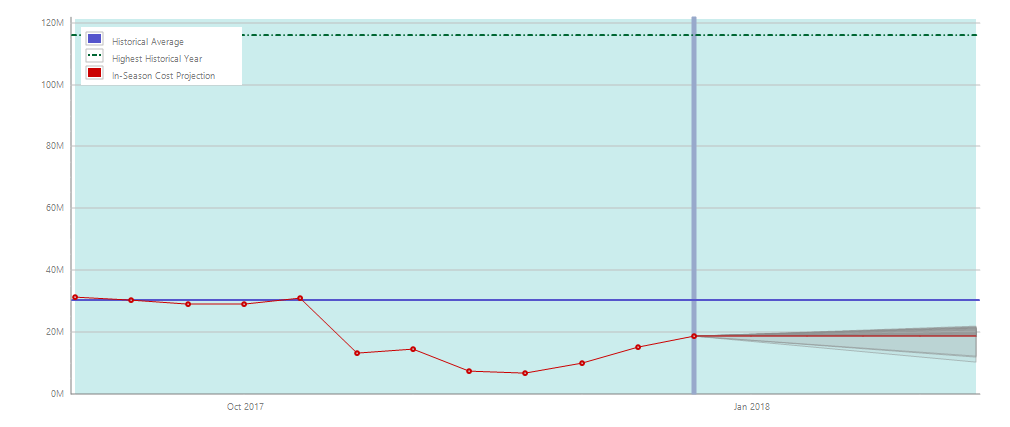 120M
100M
80M
60M
40M
20M
0M
Historical Average
Highest Historical Year
In-Season Cost Projection
Oct 2017
Jan 2018